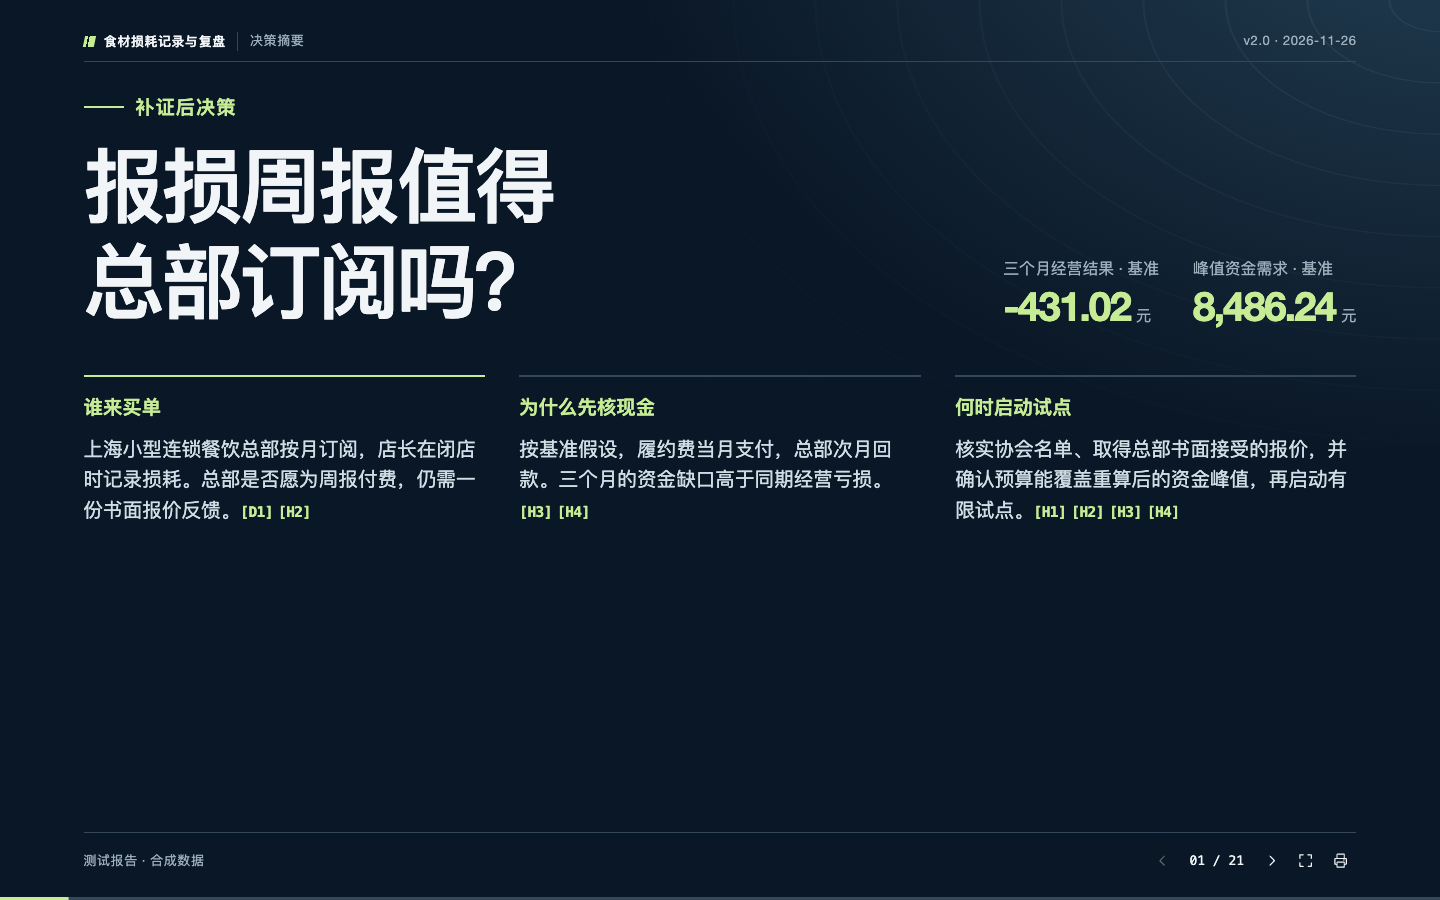 食材损耗记录与复盘 决策摘要 v2.0 · 2026-11-26
补证后决策
报损周报值得
总部订阅吗?
三个月经营结果 · 基准 峰值资金需求 · 基准
-431.02 元 8,486.24 元
谁来买单
上海小型连锁餐饮总部按月订阅，店长在闭店
时记录损耗。总部是否愿为周报付费，仍需一
份书面报价反馈。[D1] [H2]
为什么先核现金
按基准假设，履约费当月支付，总部次月回
款。三个月的资金缺口高于同期经营亏损。
[H3] [H4]
何时启动试点
核实协会名单、取得总部书面接受的报价，并
确认预算能覆盖重算后的资金峰值，再启动有
限试点。[H1] [H2] [H3] [H4]
测试报告 · 合成数据 01 / 21